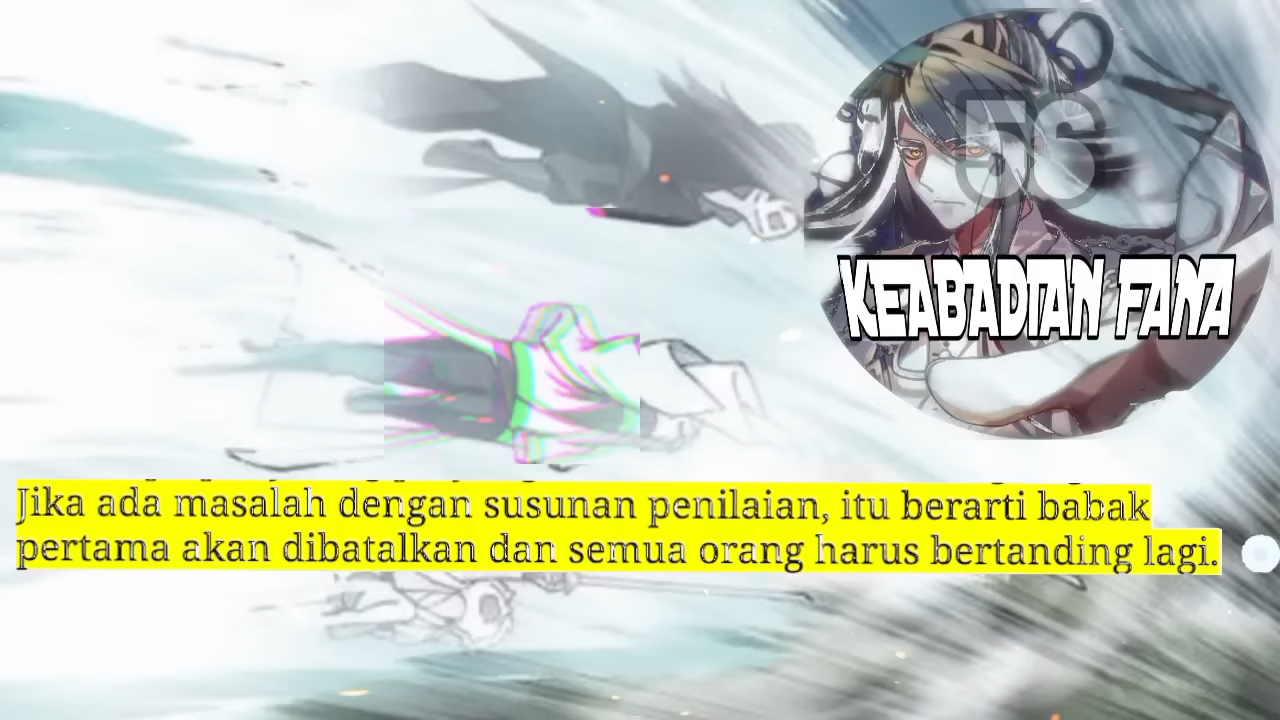 56
KEABADIAN FANA
Jika ada masalah dengan susunan penilaian, itu berarti babak
pertama akan dibatalkan dan semua orang harus bertanding lagi.